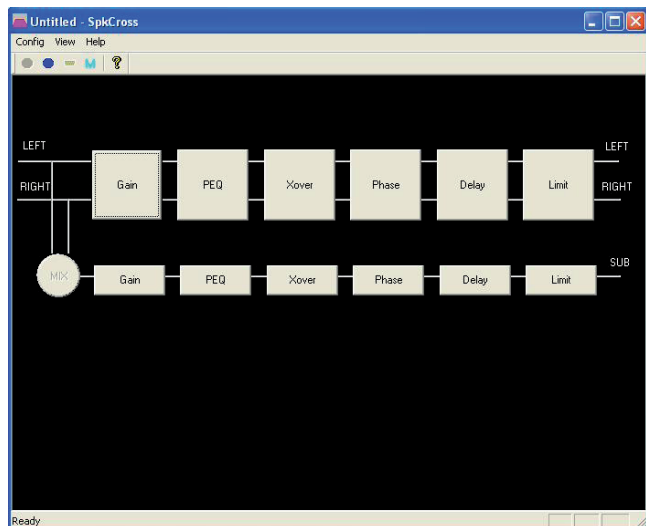 Untitled - SpkCross
Config View Help
LEFT LEFT
Gain PEQ Xover Phase Delay Limit
RIGHT RIGHT
SUB
MIX Gain PEQ Xover Phase Delay Limit
Ready